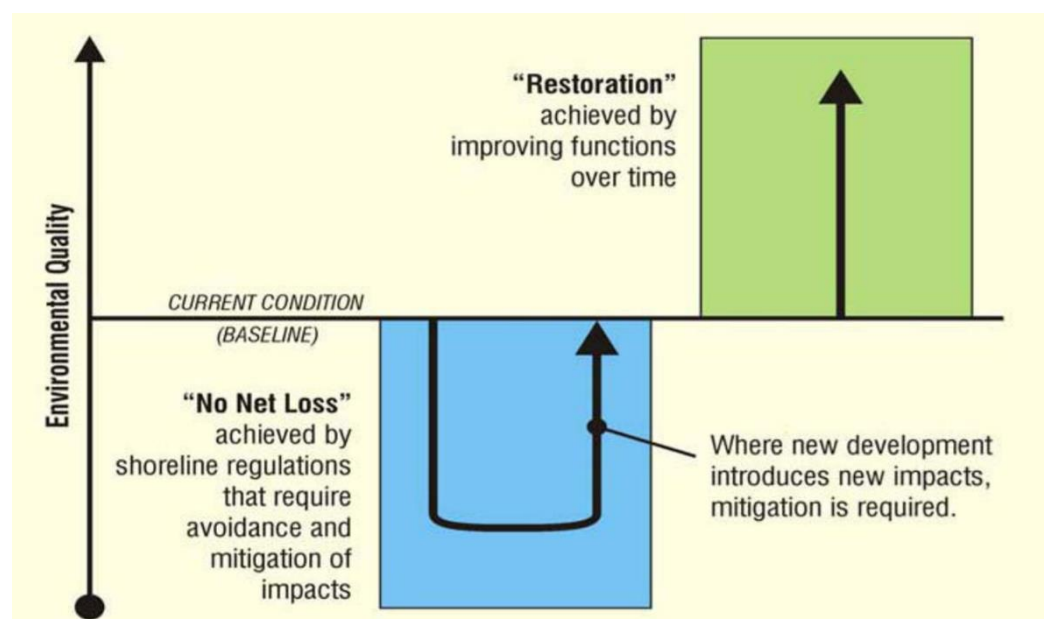 “Restoration”
achieved by
improving functions
over time
Environmental Quality
CURRENT CONDITION
(BASELINE)
“No Net Loss”
achieved by
shoreline regulations
that require
avoidance and
mitigation of
impacts
Where new development
introduces new impacts,
mitigation is required.